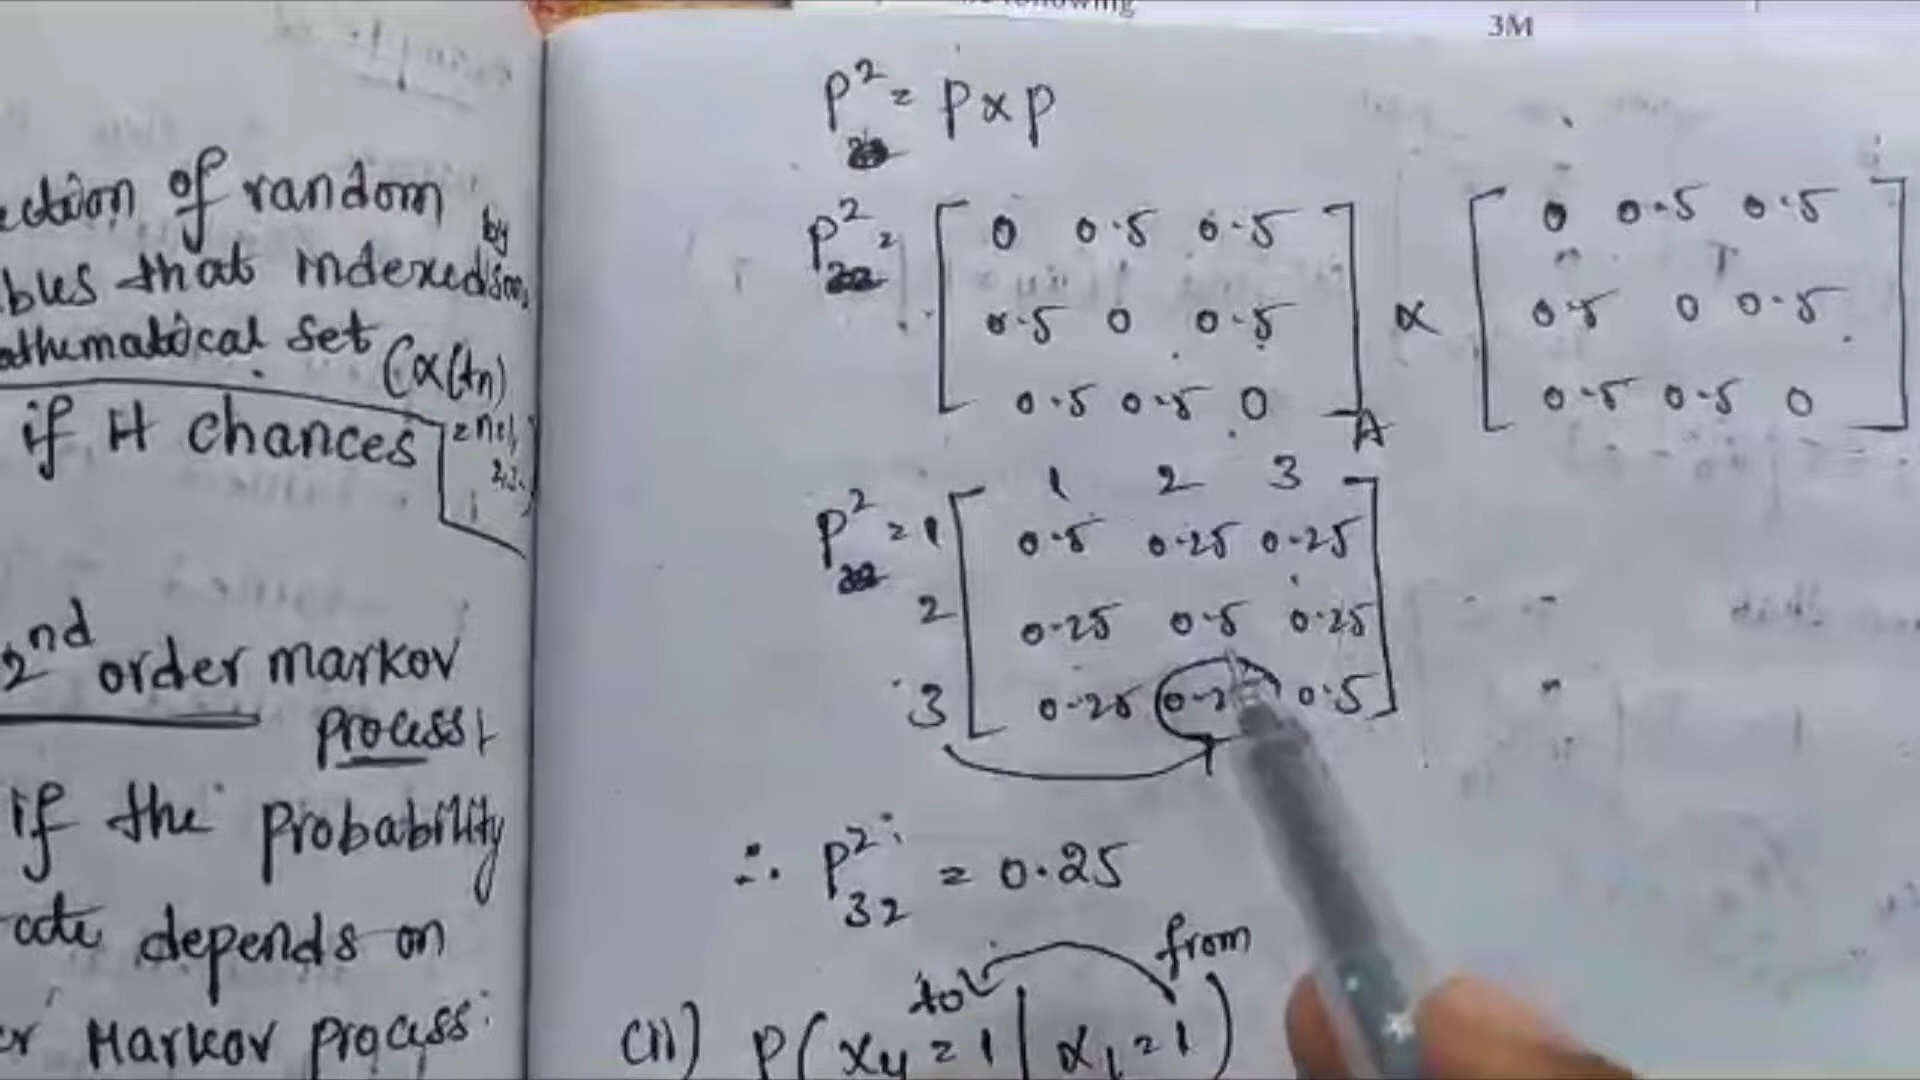 of random by
that indexed
set (x(tn)
if H chances
2nd order markov
process:
if the probability
depends on
Markov process:
following
3M
P² = P x P
P² = [ 0 0.5 0.5 ] x [ 0 0.5 0.5 ]
0.5 0 0.5 0.5 0 0.5
0.5 0.5 0 0.5 0.5 0
1 2 3
P² = 1 [ 0.5 0.25 0.25 ]
2 0.25 0.5 0.25
3 0.25 0.5
∴ P²32 = 0.25
to from
(ii) P(x4 = 1 | x1 = 1)